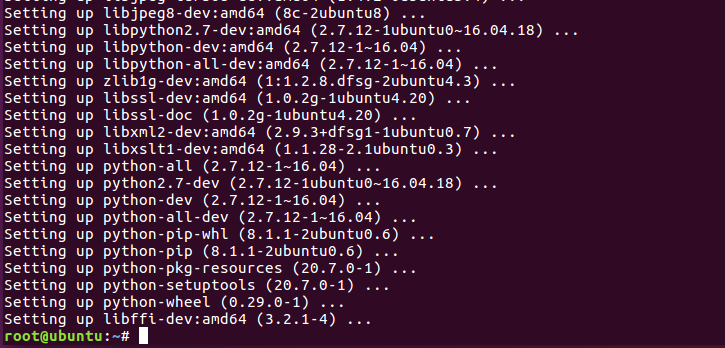 Setting up libjpeg8-dev:amd64 (8c-2ubuntu8) ...
Setting up libpython2.7-dev:amd64 (2.7.12-1ubuntu0~16.04.18) ...
Setting up libpython-dev:amd64 (2.7.12-1~16.04) ...
Setting up libpython-all-dev:amd64 (2.7.12-1~16.04) ...
Setting up zlib1g-dev:amd64 (1:1.2.8.dfsg-2ubuntu4.3) ...
Setting up libssl-dev:amd64 (1.0.2g-1ubuntu4.20) ...
Setting up libssl-doc (1.0.2g-1ubuntu4.20) ...
Setting up libxml2-dev:amd64 (2.9.3+dfsg1-1ubuntu0.7) ...
Setting up libxslt1-dev:amd64 (1.1.28-2.1ubuntu0.3) ...
Setting up python-all (2.7.12-1~16.04) ...
Setting up python2.7-dev (2.7.12-1ubuntu0~16.04.18) ...
Setting up python-dev (2.7.12-1~16.04) ...
Setting up python-all-dev (2.7.12-1~16.04) ...
Setting up python-pip-whl (8.1.1-2ubuntu0.6) ...
Setting up python-pip (8.1.1-2ubuntu0.6) ...
Setting up python-pkg-resources (20.7.0-1) ...
Setting up python-setuptools (20.7.0-1) ...
Setting up python-wheel (0.29.0-1) ...
Setting up libffi-dev:amd64 (3.2.1-4) ...
root@ubuntu:~#